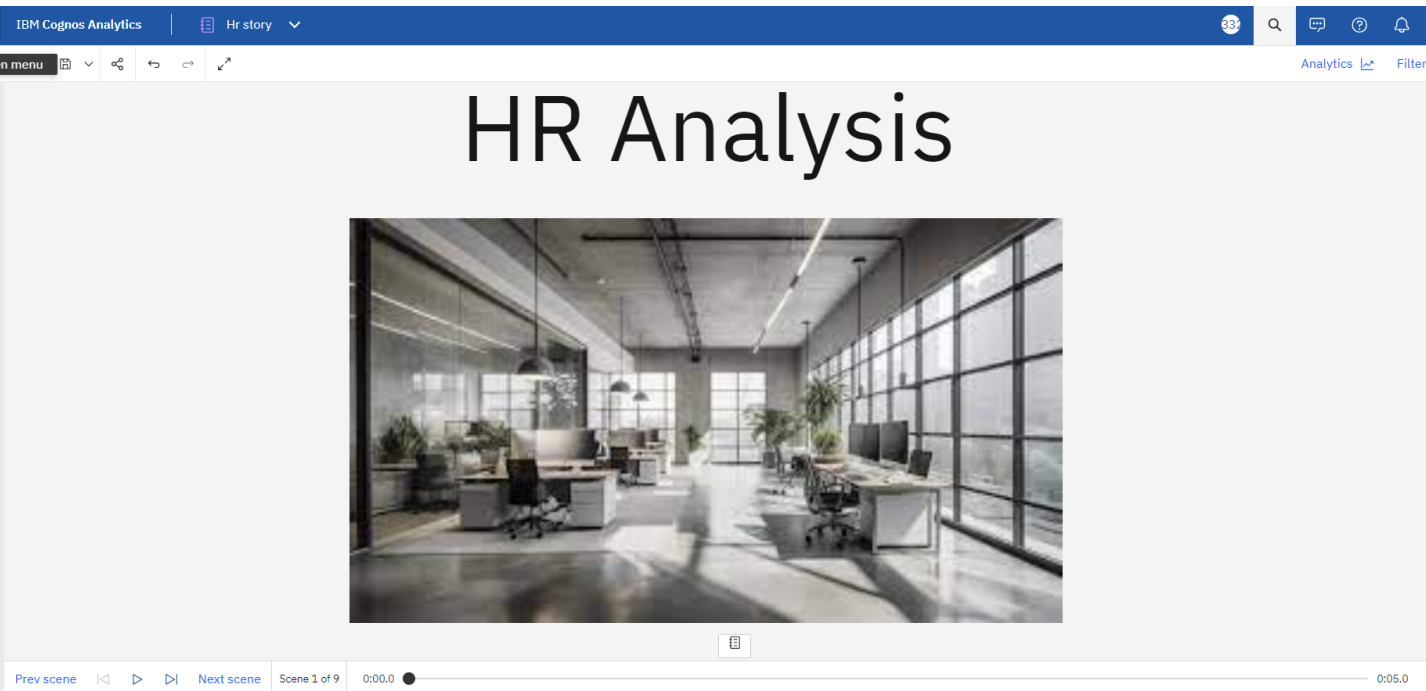 IBM Cognos Analytics Hr story
en menu
Analytics Filter
HR Analysis
Prev scene Next scene Scene 1 of 9 0:00.0 0:05.0